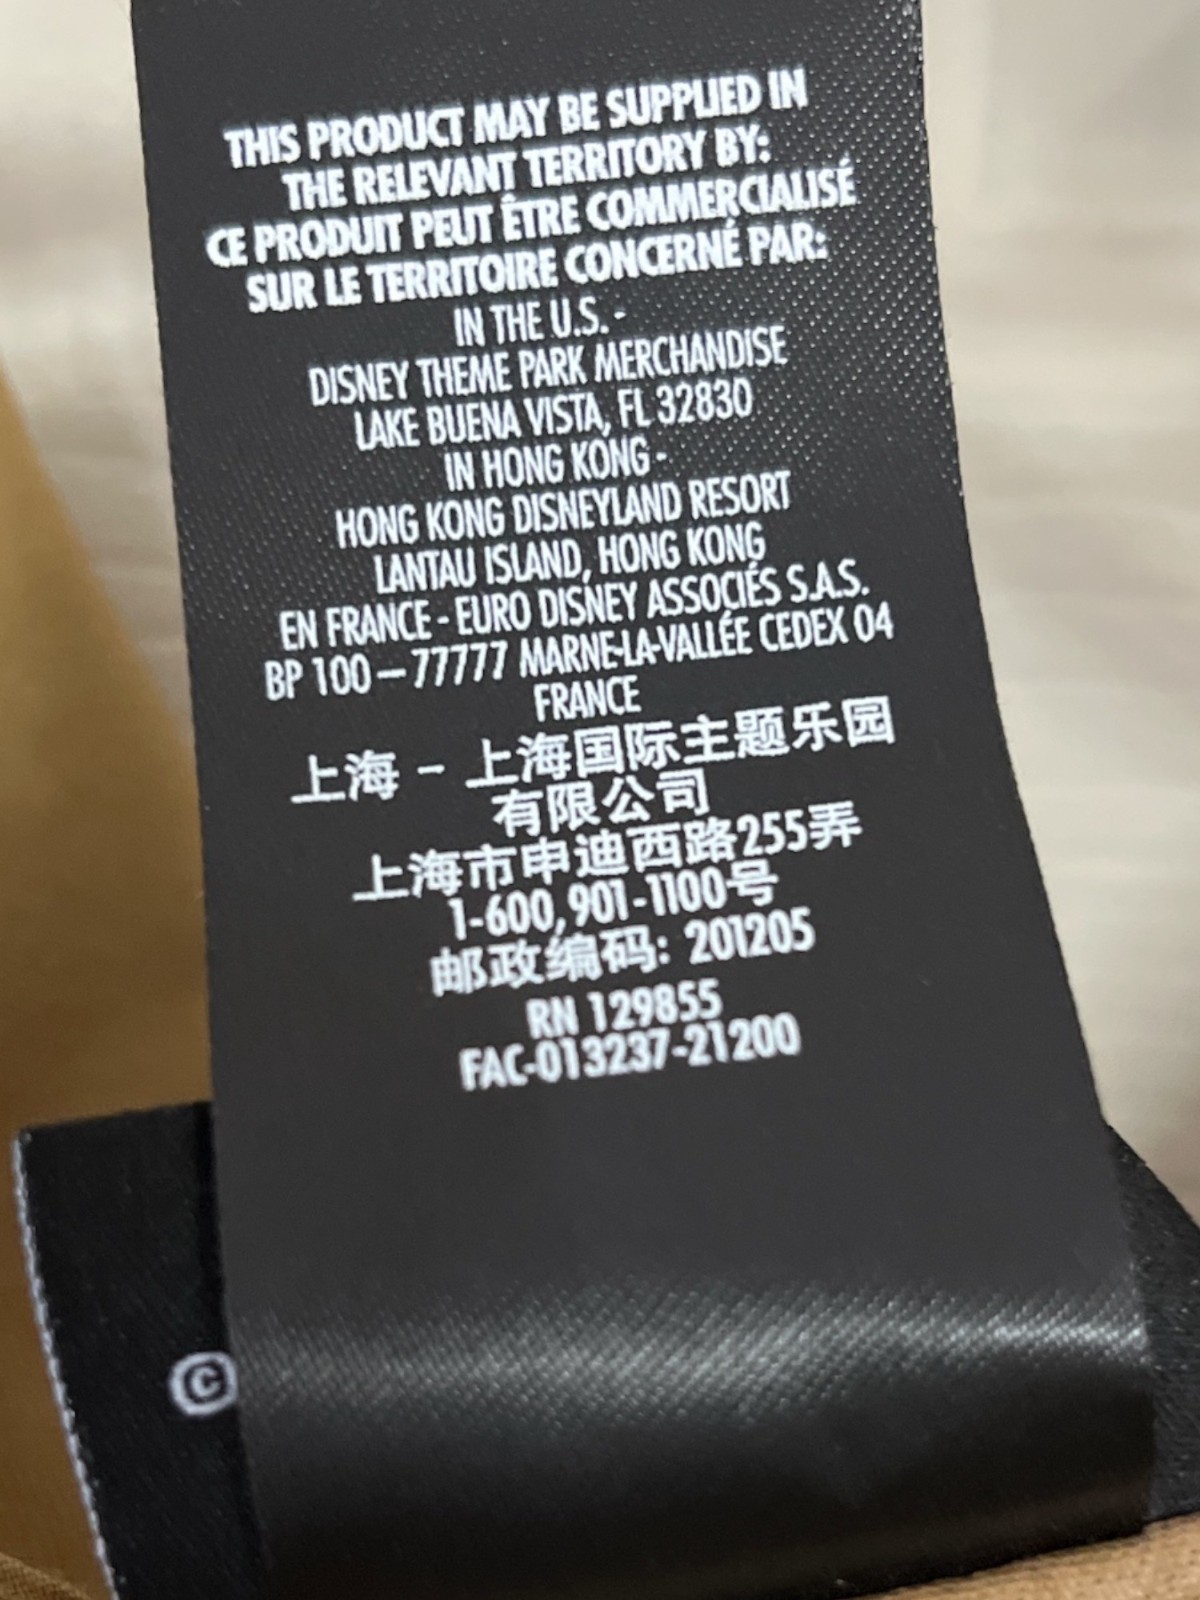 THIS PRODUCT MAY BE SUPPLIED IN
THE RELEVANT TERRITORY BY:
CE PRODUIT PEUT ÊTRE COMMERCIALISÉ
SUR LE TERRITOIRE CONCERNÉ PAR:
IN THE U.S. -
DISNEY THEME PARK MERCHANDISE
LAKE BUENA VISTA, FL 32830
IN HONG KONG -
HONG KONG DISNEYLAND RESORT
LANTAU ISLAND, HONG KONG
EN FRANCE - EURO DISNEY ASSOCIÉS S.A.S.
BP 100 – 77777 MARNE-LA-VALLÉE CEDEX 04
FRANCE
上海 - 上海国际主题乐园
有限公司
上海市申迪西路255弄
1-600,901-1100号
邮政编码: 201205
RN 129855
FAC-013237-21200
©